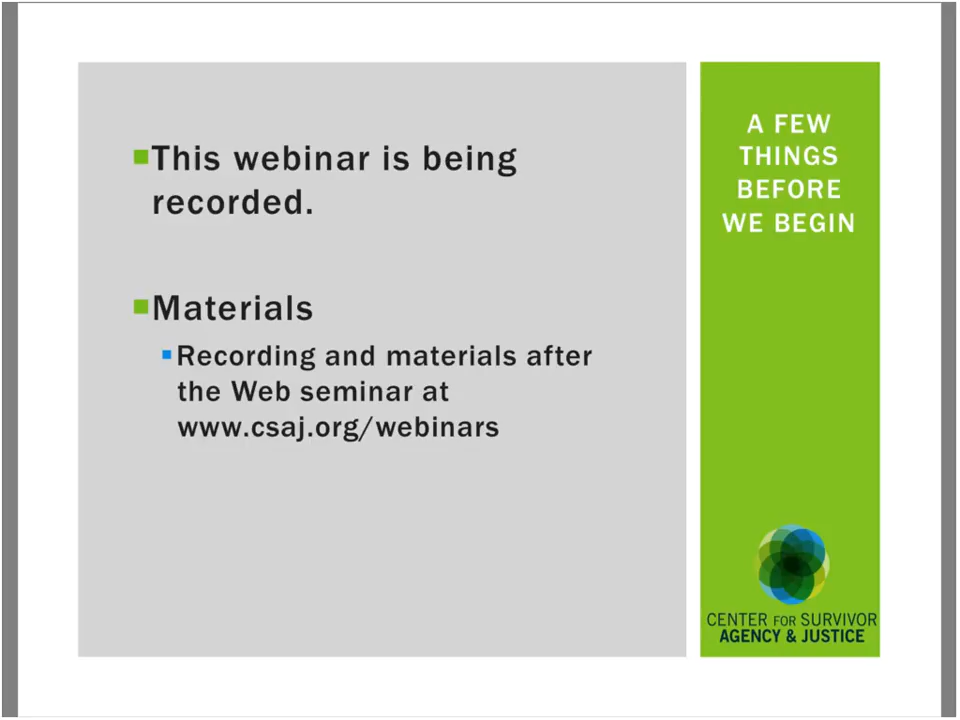 This webinar is being
recorded.
Materials
Recording and materials after
the Web seminar at
www.csaj.org/webinars
A FEW
THINGS
BEFORE
WE BEGIN
CENTER FOR SURVIVOR
AGENCY & JUSTICE